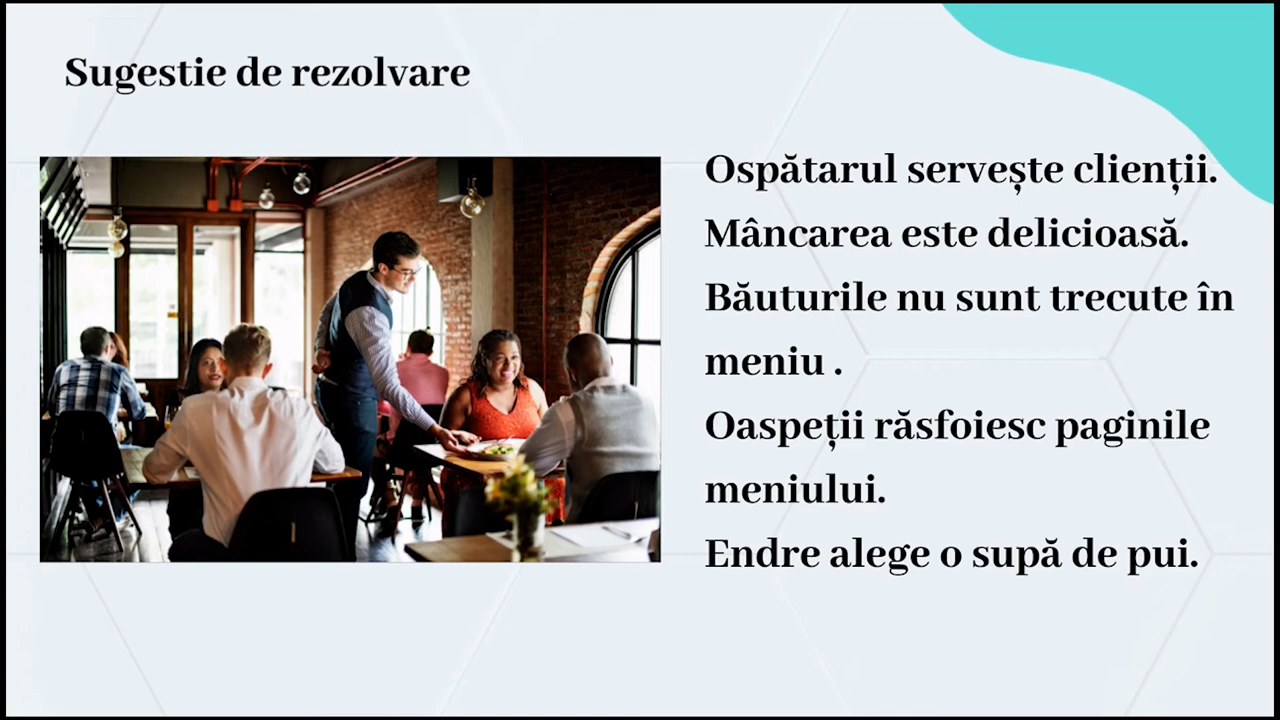 Sugestie de rezolvare
Ospătarul servește clienții.
Mâncarea este delicioasă.
Băuturile nu sunt trecute în
meniu .
Oaspeții răsfoiesc paginile
meniului.
Endre alege o supă de pui.